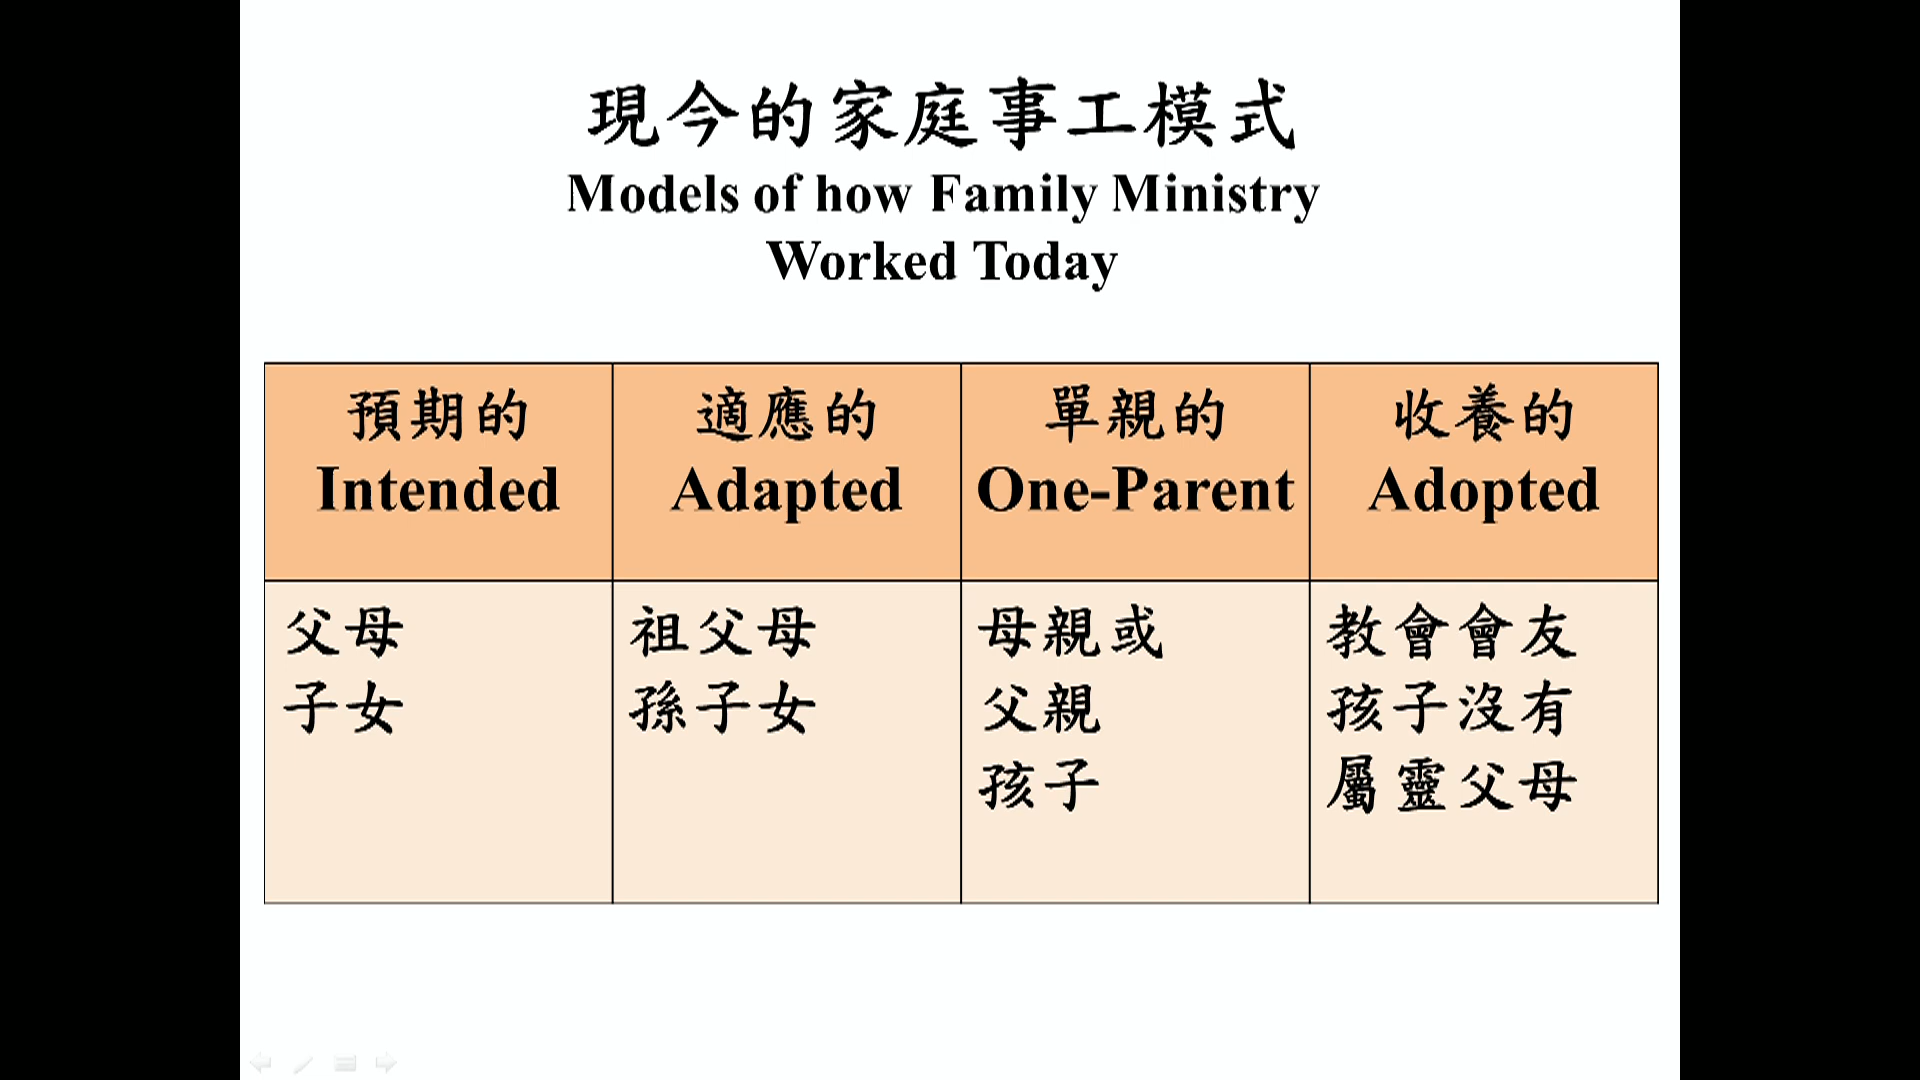 現今的家庭事工模式
Models of how Family Ministry
Worked Today
預期的
Intended
適應的
Adapted
單親的
One-Parent
收養的
Adopted
父母
子女
祖父母
孫子女
母親或
父親
孩子
教會會友
孩子沒有
屬靈父母